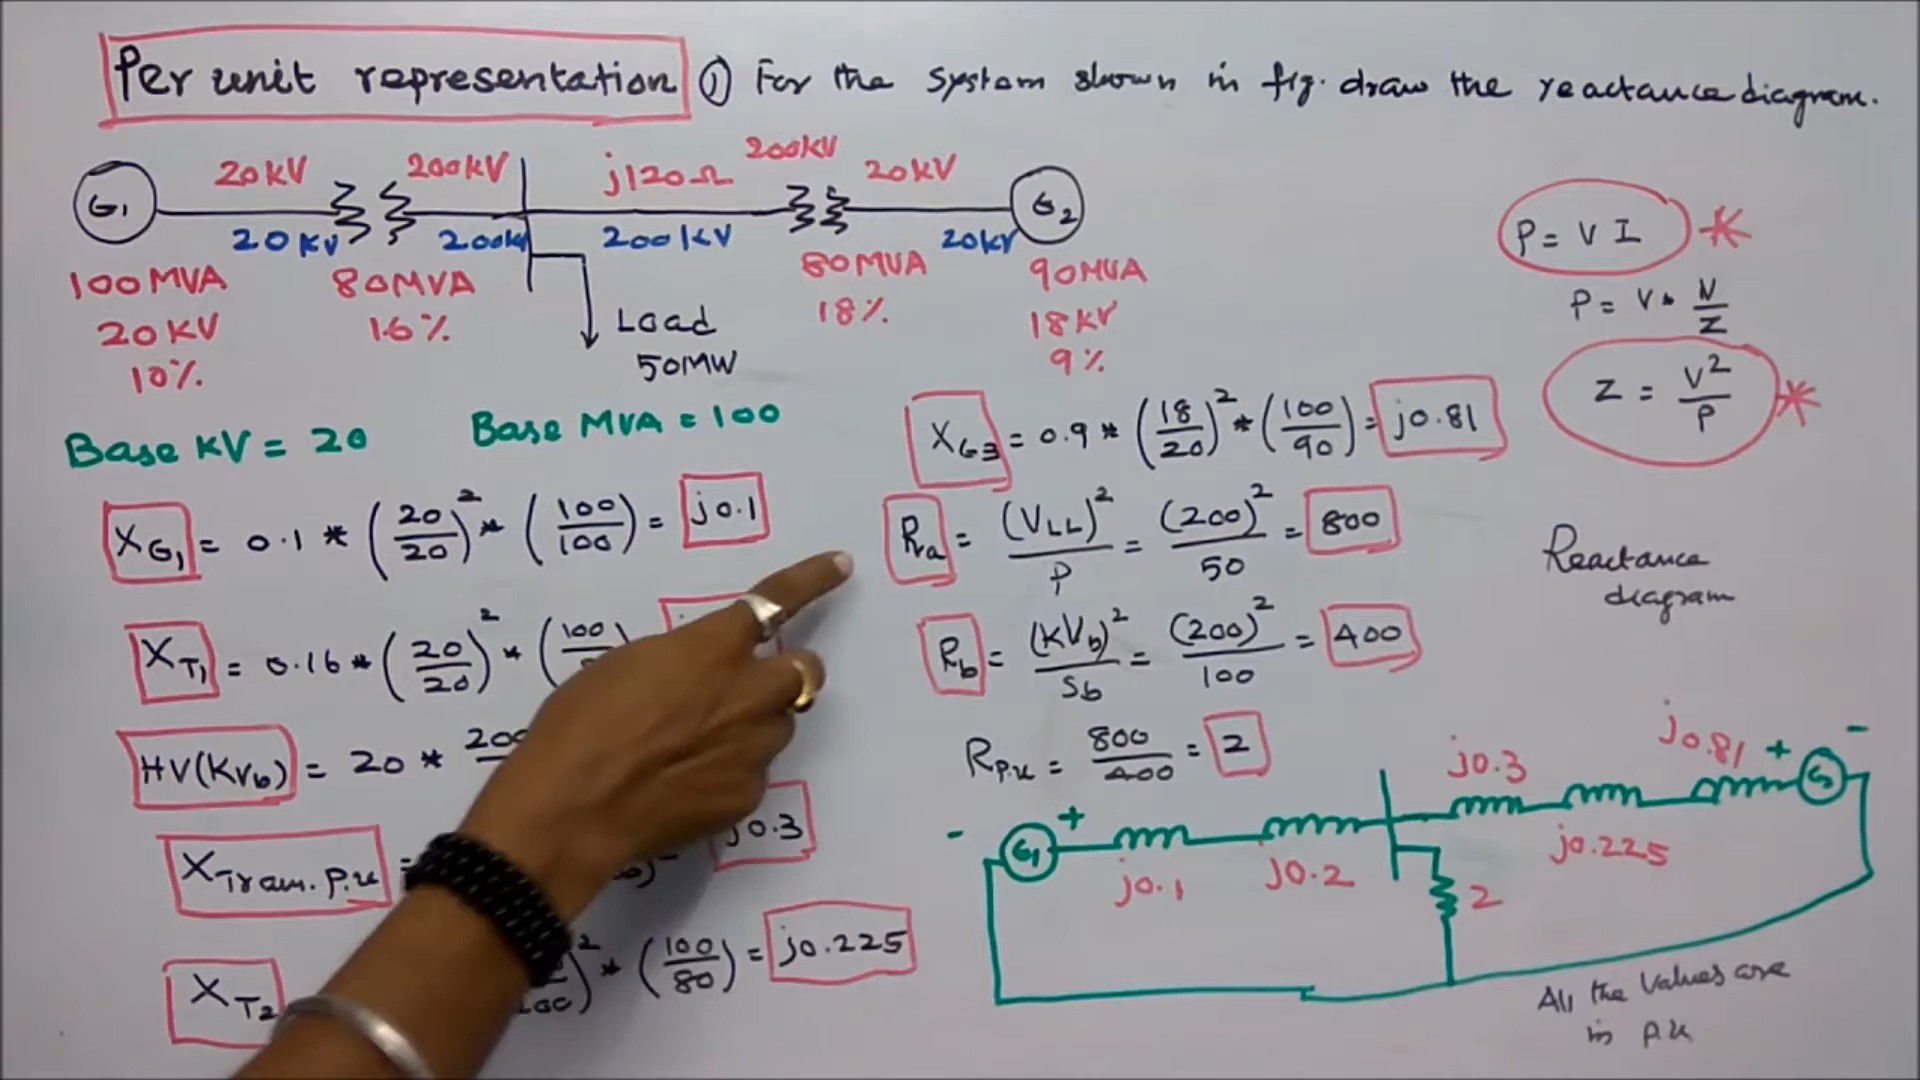 Per unit representation ① For the system shown in fig. draw the reactance diagram.
20KV 200KV j120Ω 200KV 20KV
G1 G2
20KV 200KV 200KV 20KV
100MVA 80MVA 80MVA 90MVA
20KV 16% 18% 18KV
10% 9%
Load
50MW
P = V I
P = V * V/Z
Z = V²/P
Base KV = 20 Base MVA = 100
XG1 = 0.1 * (20/20)² * (100/100) = j0.1
XT1 = 0.16 * (20/20)² * (100/
HV(KVb) = 20 *
XTran. p.u = j0.3
XT2 ² * (100/80) = j0.225
XG3 = 0.9 * (18/20)² * (100/90) = j0.81
Ra = (VLL)²/P = (200)²/50 = 800
Rb = (KVb)²/Sb = (200)²/100 = 400
Rp.u = 800/400 = 2
Reactance
diagram
j0.3 j0.81 + -
- + G1 j0.1 j0.2 j0.225
2
All the values are
in p.u